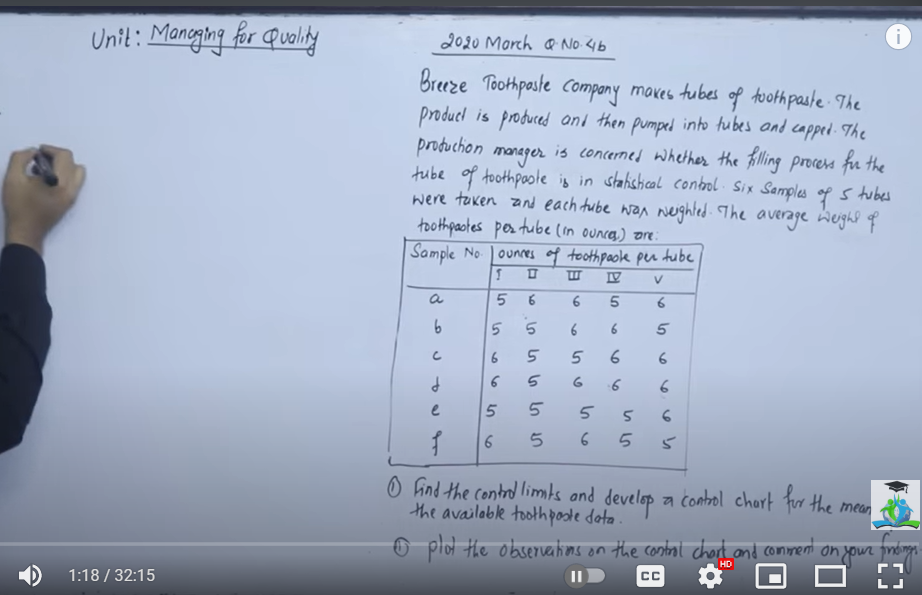 Unit: Managing for Quality
2020 March Q.No.4b
Breeze Toothpaste Company makes tubes of toothpaste. The
product is produced and then pumped into tubes and capped. The
production manager is concerned whether the filling process for the
tube of toothpaste is in statistical control. Six Samples of 5 tubes
were taken and each tube was weighted. The average weight of
toothpastes per tube (in ounces) are:
Sample No. ounces of toothpaste per tube
I II III IV V
a 5 6 6 5 6
b 5 5 6 6 5
c 6 5 5 6 6
d 6 5 6 6 6
e 5 5 5 5 6
f 6 5 6 5 5
① Find the control limits and develop a control chart for the mean
the available toothpaste data.
plot the observations on the control chart and comment on your findings.
1:18 / 32:15
CC
HD
i